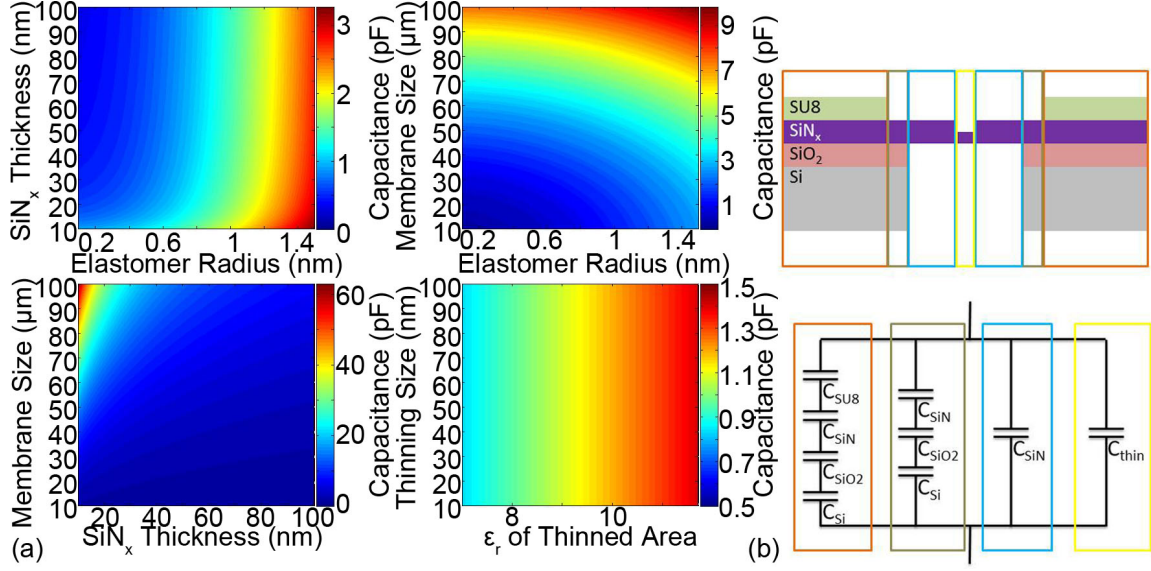 SiNx Thickness (nm)
100
90
80
70
60
50
40
30
20
10
0.2 0.6 1 1.4
Elastomer Radius (nm)
3
2
1
0
Capacitance (pF)
Membrane Size (µm)
100
90
80
70
60
50
40
30
20
10
0.2 0.6 1 1.4
Elastomer Radius (nm)
9
7
5
3
1
Capacitance (pF)
Membrane Size (µm)
100
90
80
70
60
50
40
30
20
10
20 40 60 80 100
SiNx Thickness (nm)
60
40
20
0
Capacitance (pF)
Thinning Size (nm)
100
90
80
70
60
50
40
30
20
10
8 10
εr of Thinned Area
1.5
1.3
1.1
0.9
0.7
0.5
Capacitance (pF)
(a)
SU8
SiNx
SiO2
Si
CSU8
CSiN
CSiO2
CSi
CSiN
CSiO2
CSi
CSiN
Cthin
(b)